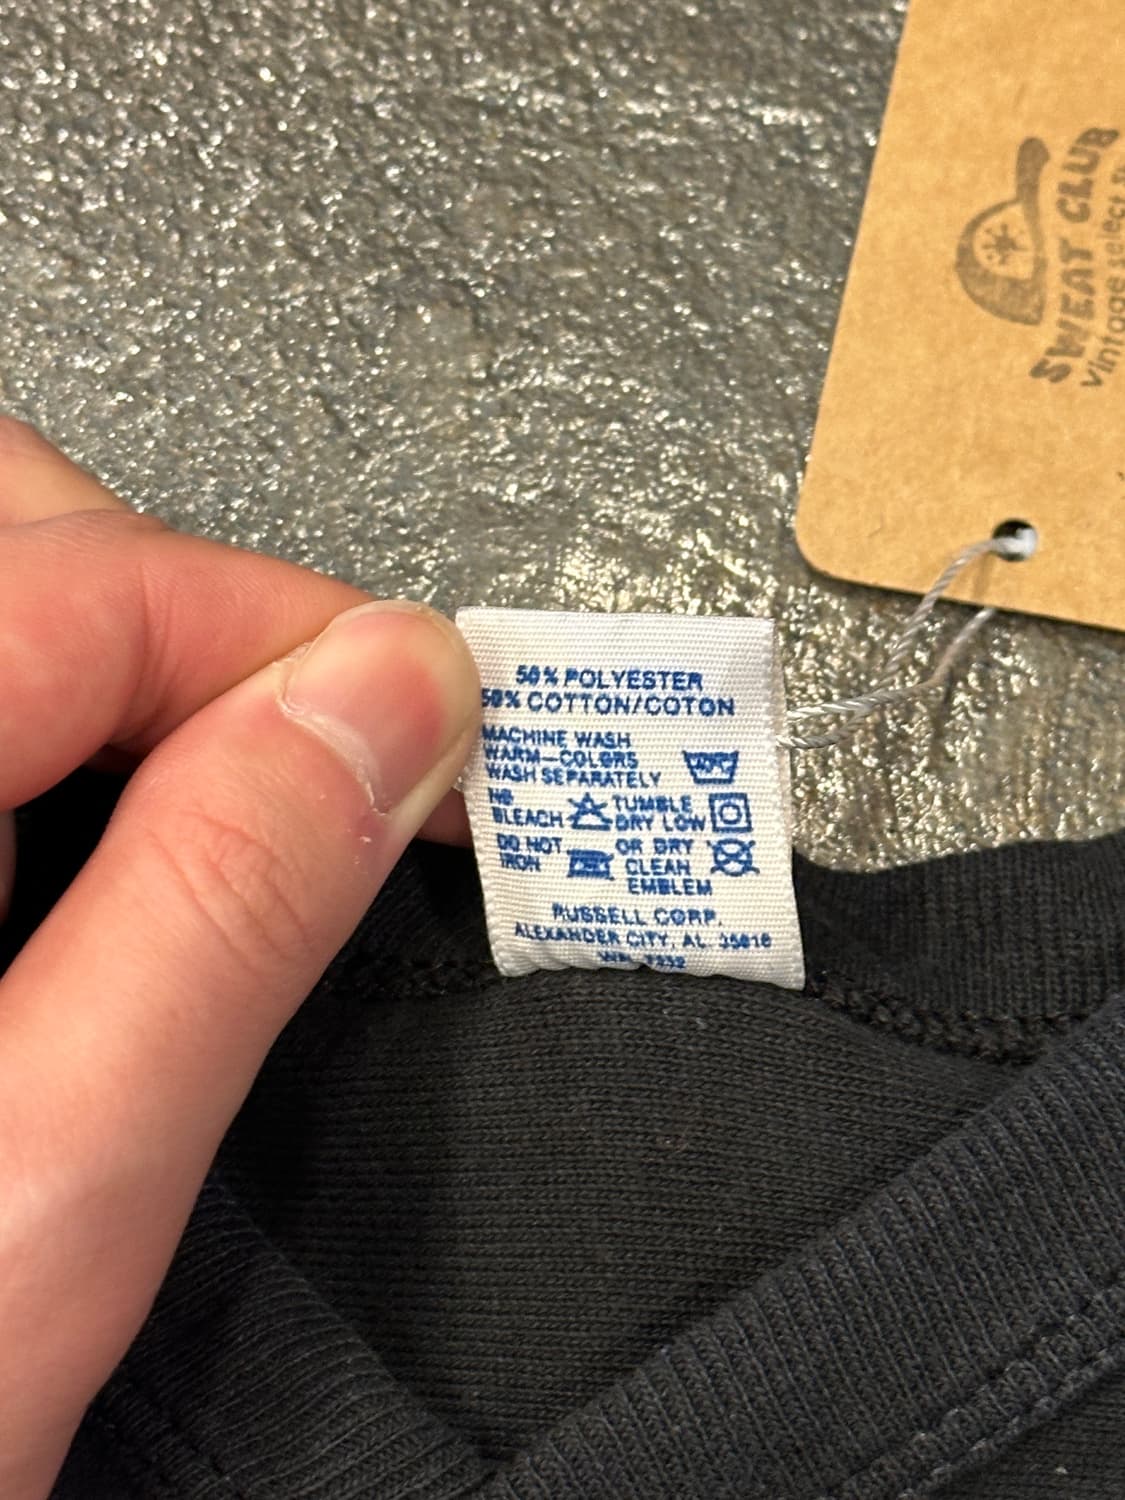 50% POLYESTER
50% COTTON/COTON
MACHINE WASH
WARM—COLORS
WASH SEPARATELY
NO
BLEACH
TUMBLE
DRY LOW
DO NOT
IRON
OR DRY
CLEAN
EMBLEM
RUSSELL CORP.
ALEXANDER CITY, AL 35010
SWEAT CLUB
Vintage select